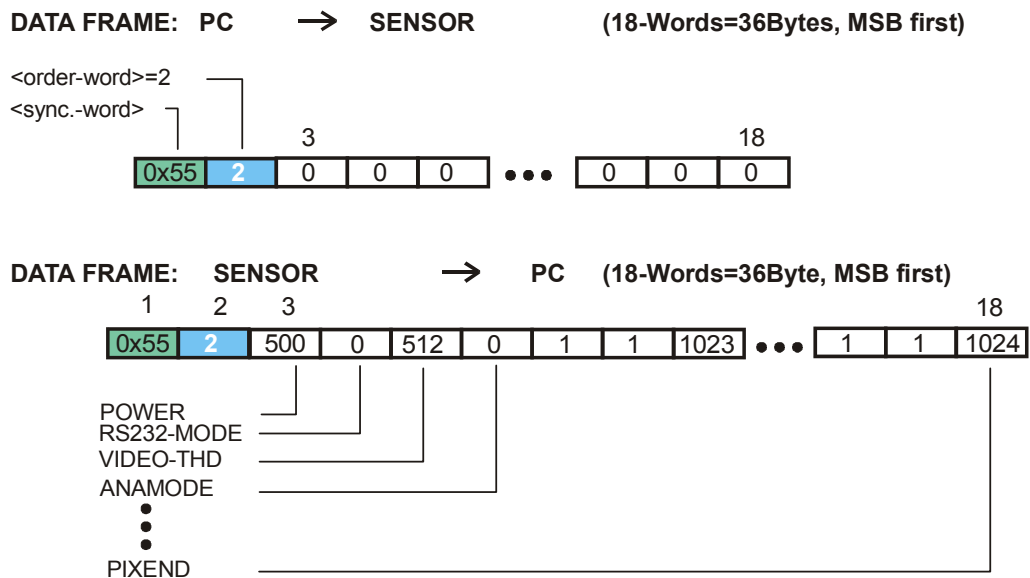 DATA FRAME: PC → SENSOR (18-Words=36Bytes, MSB first)
<order-word>=2
<sync.-word>
3 18
0x55 2 0 0 0 ••• 0 0 0
DATA FRAME: SENSOR → PC (18-Words=36Byte, MSB first)
1 2 3 18
0x55 2 500 0 512 0 1 1 1023 ••• 1 1 1024
POWER
RS232-MODE
VIDEO-THD
ANAMODE
PIXEND